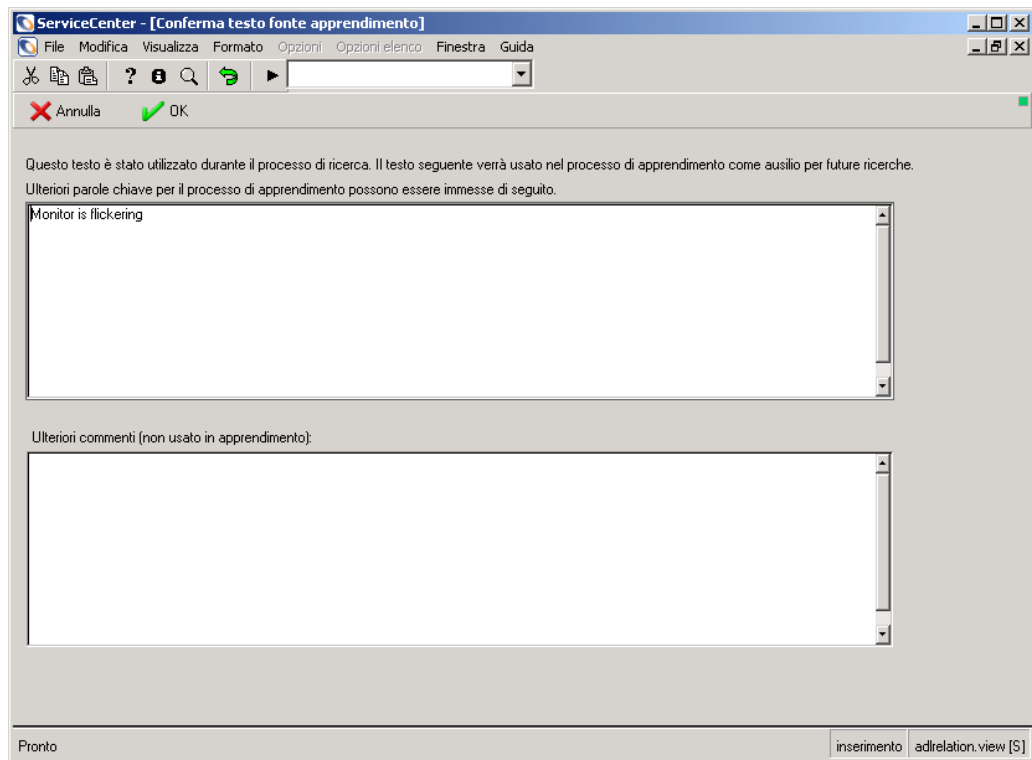 ServiceCenter - [Conferma testo fonte apprendimento]
File Modifica Visualizza Formato Opzioni Opzioni elenco Finestra Guida
Annulla OK
Questo testo è stato utilizzato durante il processo di ricerca. Il testo seguente verrà usato nel processo di apprendimento come ausilio per future ricerche.
Ulteriori parole chiave per il processo di apprendimento possono essere immesse di seguito.
Monitor is flickering
Ulteriori commenti (non usato in apprendimento):
Pronto inserimento adlrelation.view [S]